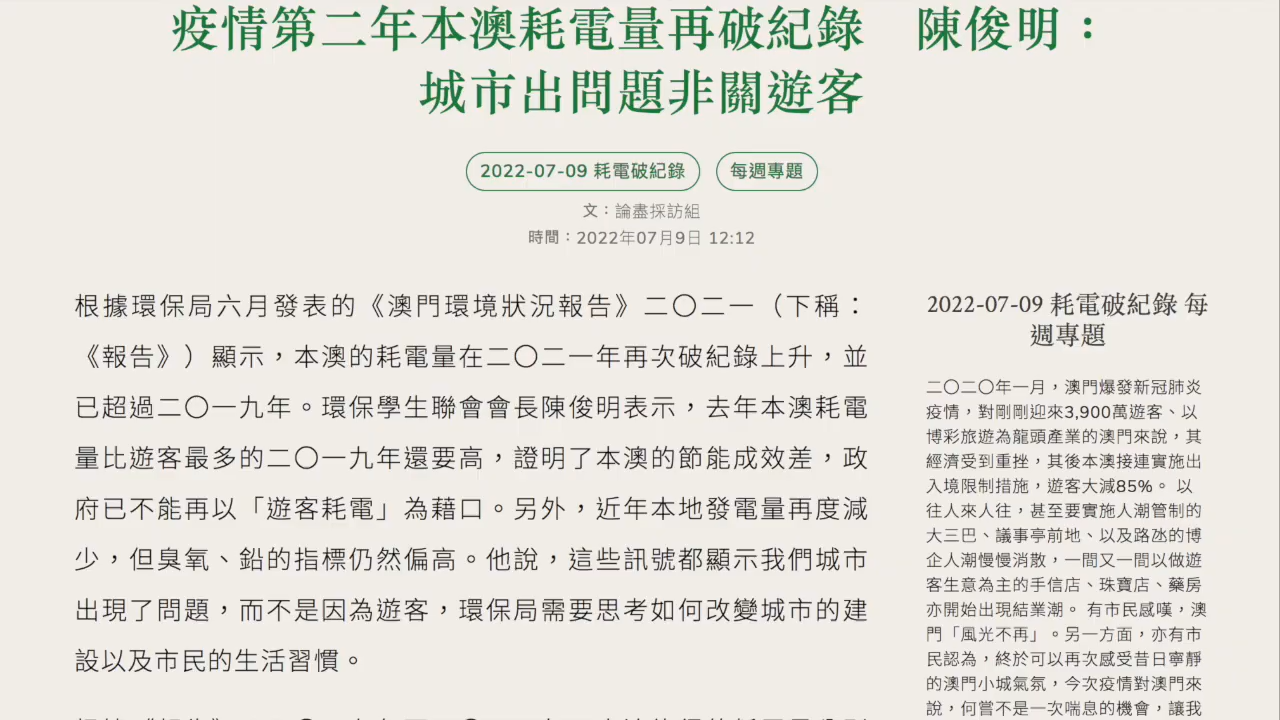 疫情第二年本澳耗電量再破紀錄　陳俊明：
城市出問題非關遊客
2022-07-09 耗電破紀錄
每週專題
文：論盡採訪組
時間：2022年07月9日 12:12
根據環保局六月發表的《澳門環境狀況報告》二〇二一（下稱：
《報告》）顯示，本澳的耗電量在二〇二一年再次破紀錄上升，並
已超過二〇一九年。環保學生聯會會長陳俊明表示，去年本澳耗電
量比遊客最多的二〇一九年還要高，證明了本澳的節能成效差，政
府已不能再以「遊客耗電」為藉口。另外，近年本地發電量再度減
少，但臭氧、鉛的指標仍然偏高。他說，這些訊號都顯示我們城市
出現了問題，而不是因為遊客，環保局需要思考如何改變城市的建
設以及市民的生活習慣。
2022-07-09 耗電破紀錄 每
週專題
二〇二〇年一月，澳門爆發新冠肺炎
疫情，對剛剛迎來3,900萬遊客、以
博彩旅遊為龍頭產業的澳門來說，其
經濟受到重挫，其後本澳接連實施出
入境限制措施，遊客大減85%。 以
往人來人往，甚至要實施人潮管制的
大三巴、議事亭前地、以及路氹的博
企人潮慢慢消散，一間又一間以做遊
客生意為主的手信店、珠寶店、藥房
亦開始出現結業潮。 有市民感嘆，澳
門「風光不再」。另一方面，亦有市
民認為，終於可以再次感受昔日寧靜
的澳門小城氣氛，今次疫情對澳門來
說，何嘗不是一次喘息的機會，讓我